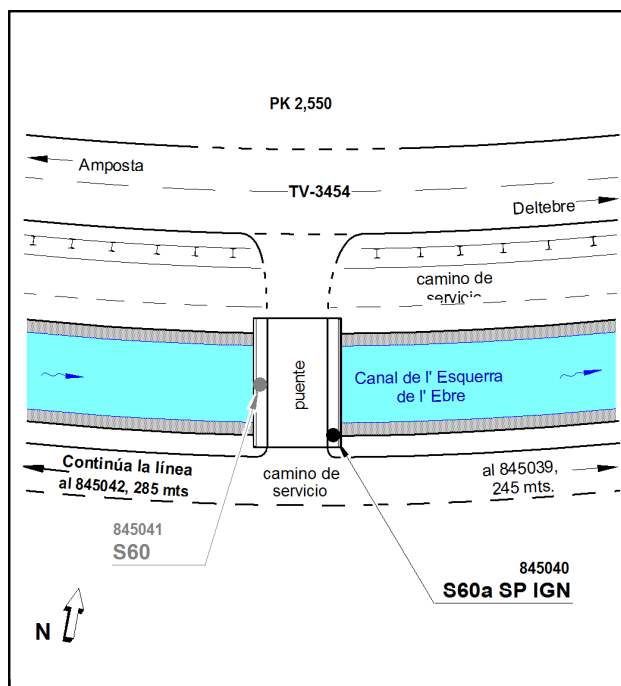 PK 2,550
Amposta
TV-3454
Deltebre
camino de
servicio
puente
Canal de l' Esquerra
de l' Ebre
Continúa la línea
al 845042, 285 mts
camino de
servicio
al 845039,
245 mts.
845041
S60
845040
S60a SP IGN
N